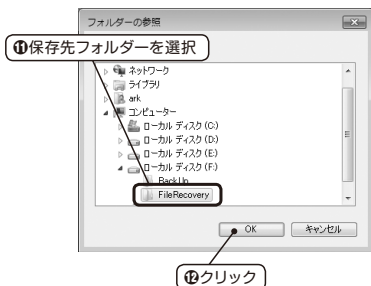 フォルダーの参照
⓫保存先フォルダーを選択
ネットワーク
ライブラリ
ark
コンピューター
ローカル ディスク (C:)
ローカル ディスク (D:)
ローカル ディスク (E:)
ローカル ディスク (F:)
BackUp
FileRecovery
OK
キャンセル
⓬クリック